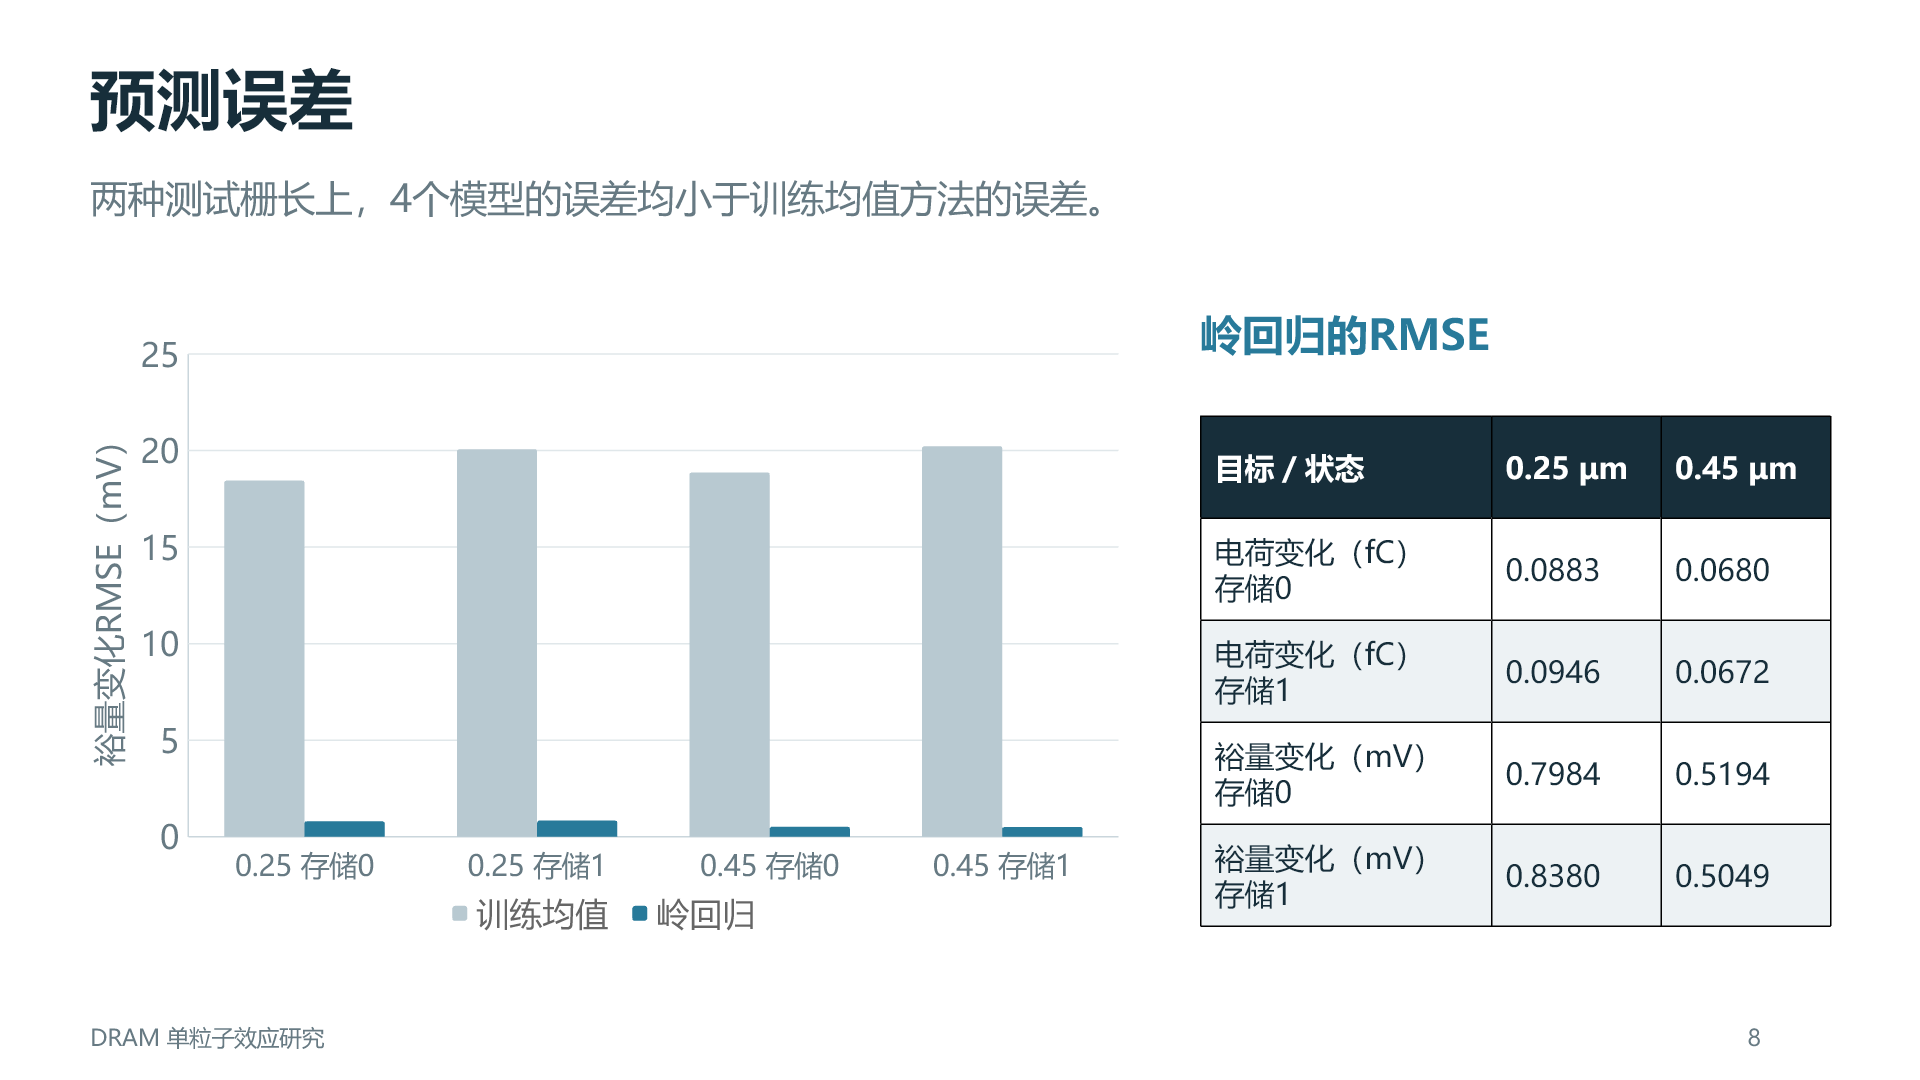 预测误差
两种测试栅长上，4个模型的误差均小于训练均值方法的误差。
裕量变化RMSE（mV）
25
20
15
10
5
0
0.25 存储0 0.25 存储1 0.45 存储0 0.45 存储1
训练均值 岭回归
岭回归的RMSE
目标 / 状态 0.25 μm 0.45 μm
电荷变化（fC）
存储0 0.0883 0.0680
电荷变化（fC）
存储1 0.0946 0.0672
裕量变化（mV）
存储0 0.7984 0.5194
裕量变化（mV）
存储1 0.8380 0.5049
DRAM 单粒子效应研究 8